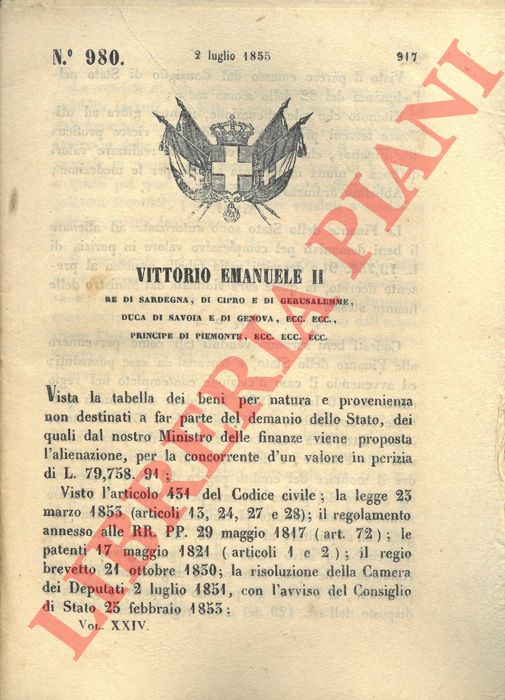 N.° 980.
2 luglio 1855
917
VITTORIO EMANUELE II
RE DI SARDEGNA, DI CIPRO E DI GERUSALEMME,
DUCA DI SAVOIA E DI GENOVA, ECC. ECC.,
PRINCIPE DI PIEMONTE, ECC. ECC. ECC.
Vista la tabella dei beni per natura e provenienza
non destinati a far parte del demanio dello Stato, dei
quali dal nostro Ministro delle finanze viene proposta
l'alienazione, per la concorrente d'un valore in perizia
di L. 79,758. 91 ;
Visto l'articolo 431 del Codice civile; la legge 23
marzo 1853 (articoli 13, 24, 27 e 28); il regolamento
annesso alle RR. PP. 29 maggio 1817 (art. 72); le
patenti 17 maggio 1821 (articoli 1 e 2); il regio
brevetto 21 ottobre 1830; la risoluzione della Camera
dei Deputati 2 luglio 1851, con l'avviso del Consiglio
di Stato 25 febbraio 1853;
VOL. XXIV.
LIBRERIA PIANI